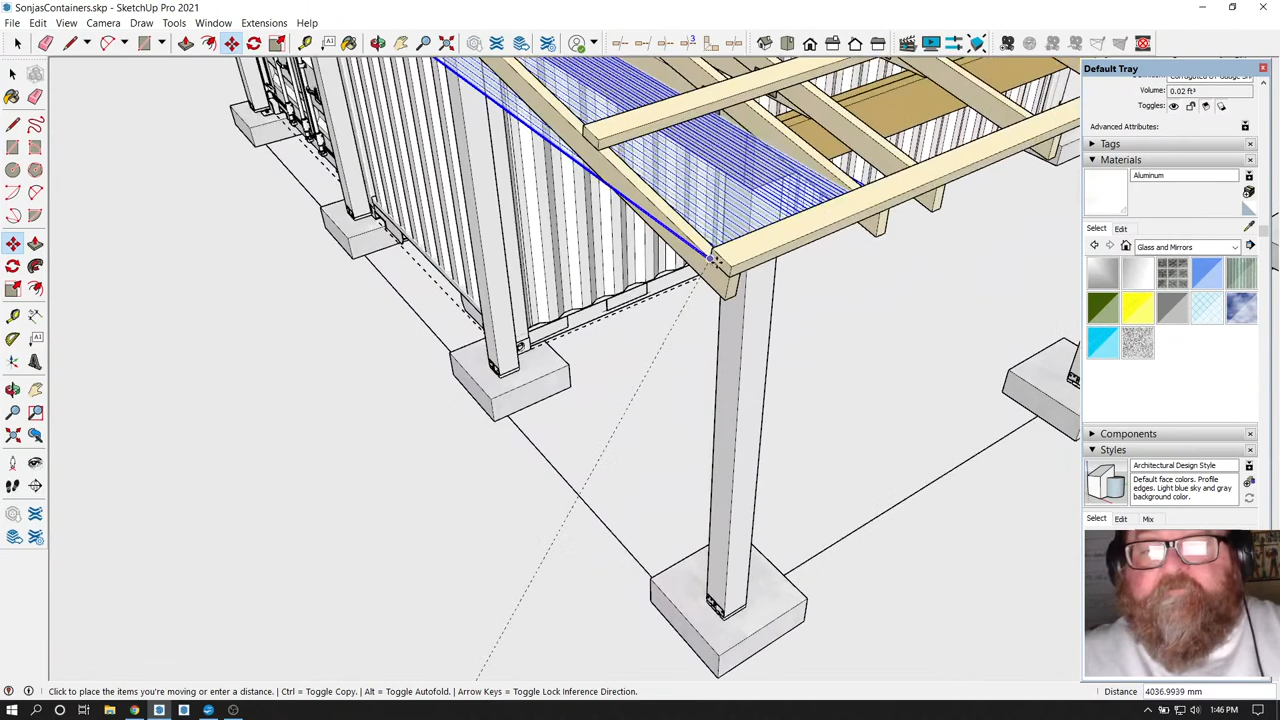 SonjasContainers.skp - SketchUp Pro 2021
File Edit View Camera Draw Tools Window Extensions Help
3
Default Tray
Volume: 0.02 ft³
Toggles:
Advanced Attributes:
Tags
Materials
Aluminum
Select Edit
Glass and Mirrors
Components
Styles
Architectural Design Style
Default face colors. Profile
edges. Light blue sky and gray
background color.
Select Edit Mix
Click to place the items you're moving or enter a distance. | Ctrl = Toggle Copy. | Alt = Toggle Autofold. | Arrow Keys = Toggle Lock Inference Direction.
Distance 4036.9939 mm
1:46 PM